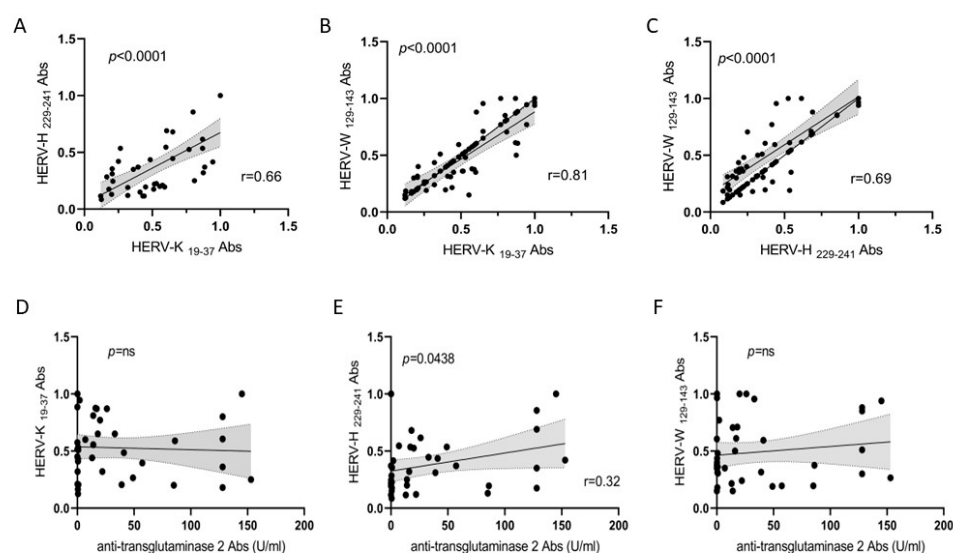 A
B
C
p<0.0001
p<0.0001
p<0.0001
r=0.66
r=0.81
r=0.69
HERV-H 229-241 Abs
1.5
1.0
0.5
0.0
0.0 0.5 1.0 1.5
HERV-K 19-37 Abs
HERV-W 129-143 Abs
1.5
1.0
0.5
0.0
0.0 0.5 1.0 1.5
HERV-K 19-37 Abs
HERV-W 129-143 Abs
1.5
1.0
0.5
0.0
0.0 0.5 1.0 1.5
HERV-H 229-241 Abs
D
E
F
p=ns
p=0.0438
p=ns
r=0.32
HERV-K 19-37 Abs
1.5
1.0
0.5
0.0
0 50 100 150 200
anti-transglutaminase 2 Abs (U/ml)
HERV-H 229-241 Abs
1.5
1.0
0.5
0.0
0 50 100 150 200
anti-transglutaminase 2 Abs (U/ml)
HERV-W 129-143 Abs
1.5
1.0
0.5
0.0
0 50 100 150 200
anti-transglutaminase 2 Abs (U/ml)